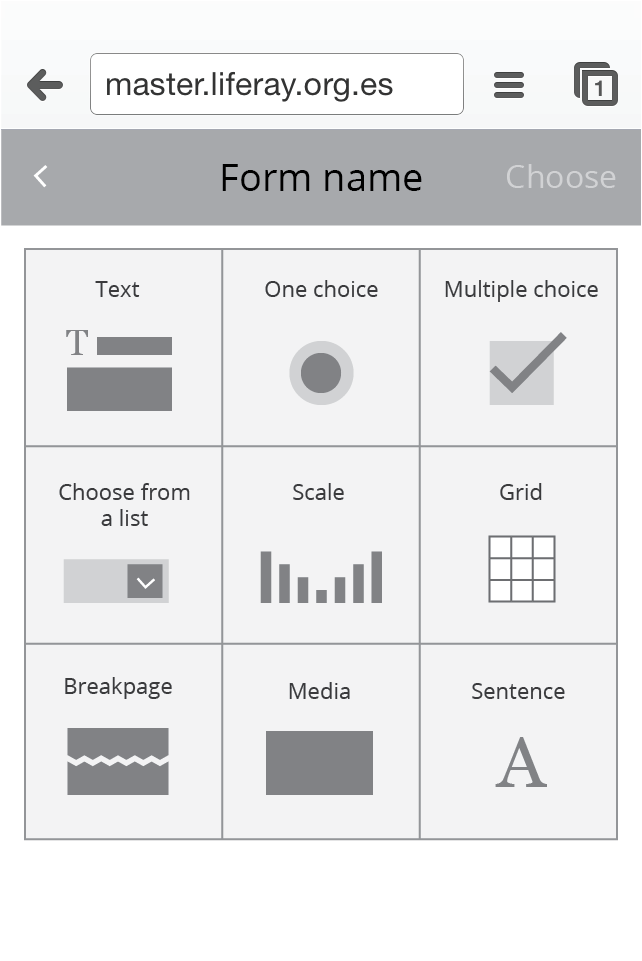 master.liferay.org.es
1
Form name
Choose
Text
One choice
Multiple choice
T
Choose from
a list
Scale
Grid
Breakpage
Media
Sentence
A